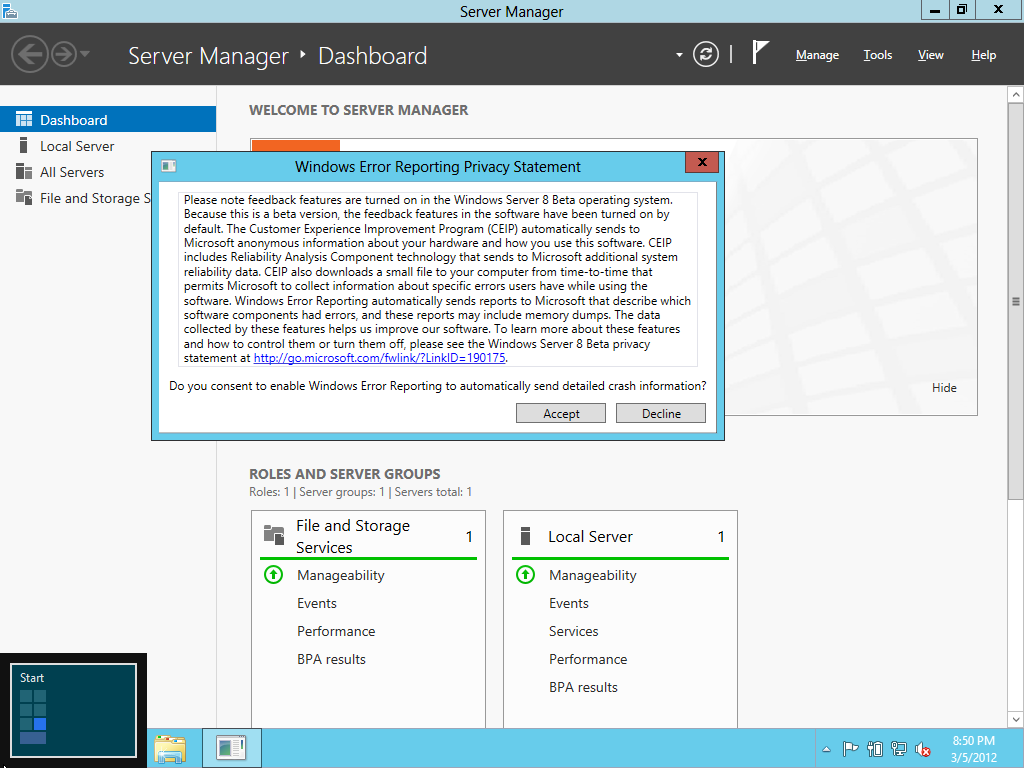 Server Manager
Server Manager ‣ Dashboard
Manage Tools View Help
Dashboard
Local Server
All Servers
File and Storage S
WELCOME TO SERVER MANAGER
Windows Error Reporting Privacy Statement
Please note feedback features are turned on in the Windows Server 8 Beta operating system.
Because this is a beta version, the feedback features in the software have been turned on by
default. The Customer Experience Improvement Program (CEIP) automatically sends to
Microsoft anonymous information about your hardware and how you use this software. CEIP
includes Reliability Analysis Component technology that sends to Microsoft additional system
reliability data. CEIP also downloads a small file to your computer from time-to-time that
permits Microsoft to collect information about specific errors users have while using the
software. Windows Error Reporting automatically sends reports to Microsoft that describe which
software components had errors, and these reports may include memory dumps. The data
collected by these features helps us improve our software. To learn more about these features
and how to control them or turn them off, please see the Windows Server 8 Beta privacy
statement at http://go.microsoft.com/fwlink/?LinkID=190175.
Do you consent to enable Windows Error Reporting to automatically send detailed crash information?
Accept Decline
Hide
ROLES AND SERVER GROUPS
Roles: 1 | Server groups: 1 | Servers total: 1
File and Storage
Services 1
Manageability
Events
Performance
BPA results
Local Server 1
Manageability
Events
Services
Performance
BPA results
Start
8:50 PM
3/5/2012